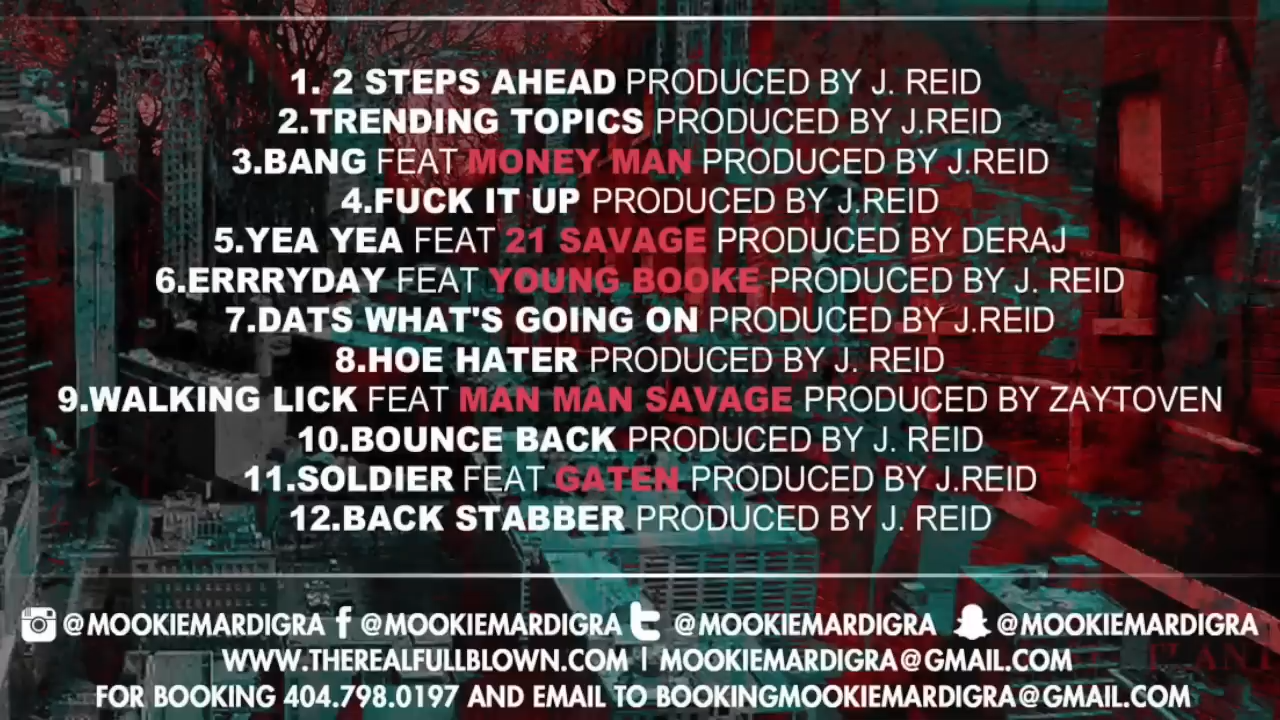 1. 2 STEPS AHEAD PRODUCED BY J. REID
2.TRENDING TOPICS PRODUCED BY J.REID
3.BANG FEAT MONEY MAN PRODUCED BY J.REID
4.FUCK IT UP PRODUCED BY J.REID
5.YEA YEA FEAT 21 SAVAGE PRODUCED BY DERAJ
6.ERRRYDAY FEAT YOUNG BOOKE PRODUCED BY J. REID
7.DATS WHAT'S GOING ON PRODUCED BY J.REID
8.HOE HATER PRODUCED BY J. REID
9.WALKING LICK FEAT MAN MAN SAVAGE PRODUCED BY ZAYTOVEN
10.BOUNCE BACK PRODUCED BY J. REID
11.SOLDIER FEAT GATEN PRODUCED BY J.REID
12.BACK STABBER PRODUCED BY J. REID
@MOOKIEMARDIGRA @MOOKIEMARDIGRA @MOOKIEMARDIGRA @MOOKIEMARDIGRA
WWW.THEREALFULLBLOWN.COM | MOOKIEMARDIGRA@GMAIL.COM
FOR BOOKING 404.798.0197 AND EMAIL TO BOOKINGMOOKIEMARDIGRA@GMAIL.COM